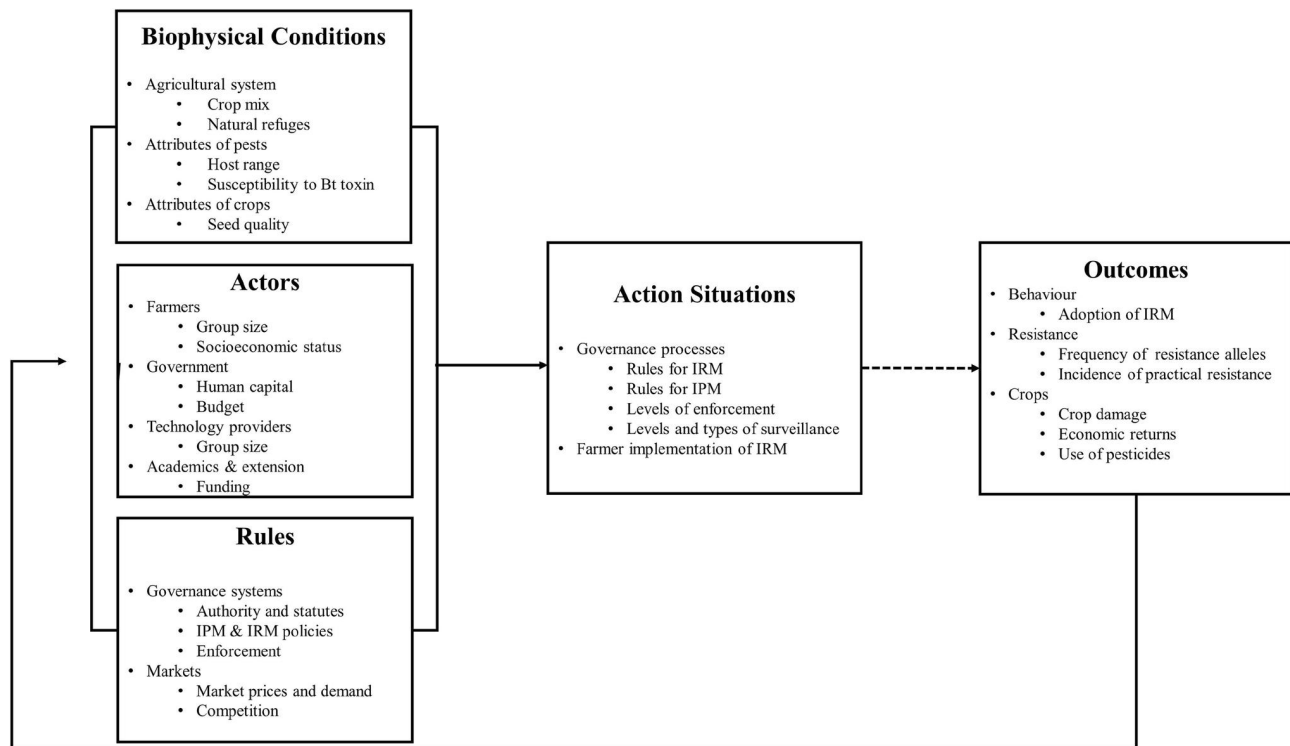 Biophysical Conditions
• Agricultural system
• Crop mix
• Natural refuges
• Attributes of pests
• Host range
• Susceptibility to Bt toxin
• Attributes of crops
• Seed quality
Actors
• Farmers
• Group size
• Socioeconomic status
• Government
• Human capital
• Budget
• Technology providers
• Group size
• Academics & extension
• Funding
Rules
• Governance systems
• Authority and statutes
• IPM & IRM policies
• Enforcement
• Markets
• Market prices and demand
• Competition
Action Situations
• Governance processes
• Rules for IRM
• Rules for IPM
• Levels of enforcement
• Levels and types of surveillance
• Farmer implementation of IRM
Outcomes
• Behaviour
• Adoption of IRM
• Resistance
• Frequency of resistance alleles
• Incidence of practical resistance
• Crops
• Crop damage
• Economic returns
• Use of pesticides